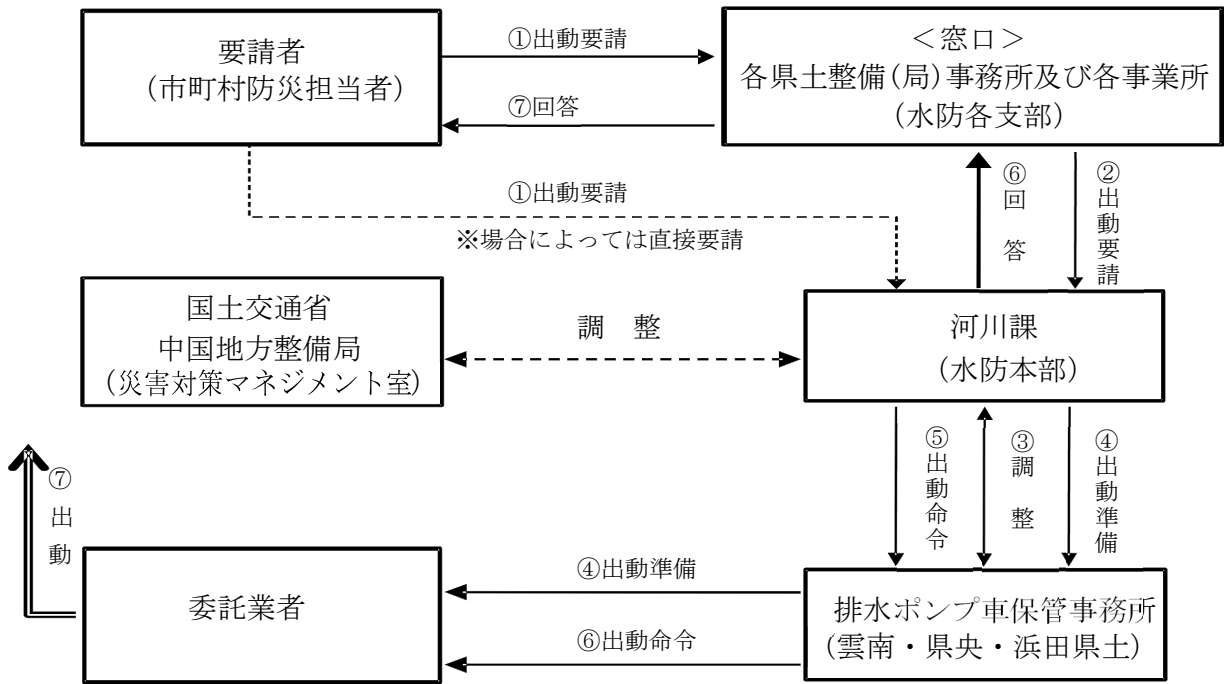 要請者
(市町村防災担当者)
①出動要請
⑦回答
＜窓口＞
各県土整備(局)事務所及び各事業所
(水防各支部)
①出動要請
※場合によっては直接要請
⑥回答
②出動要請
国土交通省
中国地方整備局
(災害対策マネジメント室)
調　整
河川課
(水防本部)
⑤出動命令
③調整
④出動準備
⑦出動
委託業者
④出動準備
⑥出動命令
排水ポンプ車保管事務所
(雲南・県央・浜田県土)